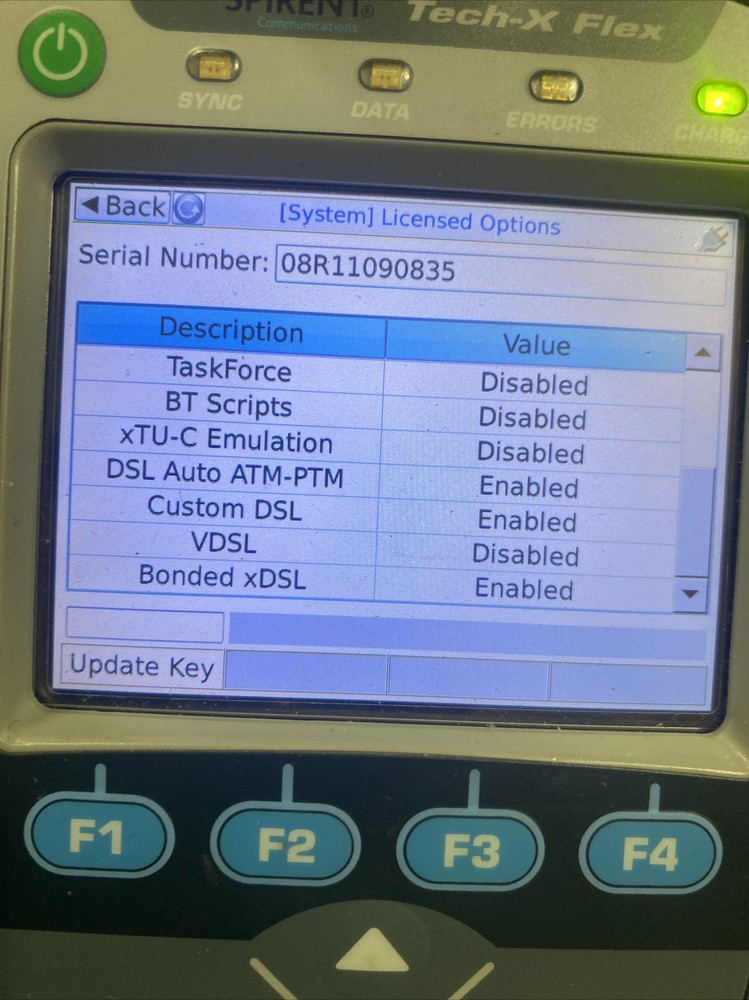 SPIRENT®
Communications
Tech-X Flex
SYNC
DATA
ERRORS
CHARG
Back
[System] Licensed Options
Serial Number: 08R11090835
Description Value
TaskForce Disabled
BT Scripts Disabled
xTU-C Emulation Disabled
DSL Auto ATM-PTM Enabled
Custom DSL Enabled
VDSL Disabled
Bonded xDSL Enabled
Update Key
F1 F2 F3 F4